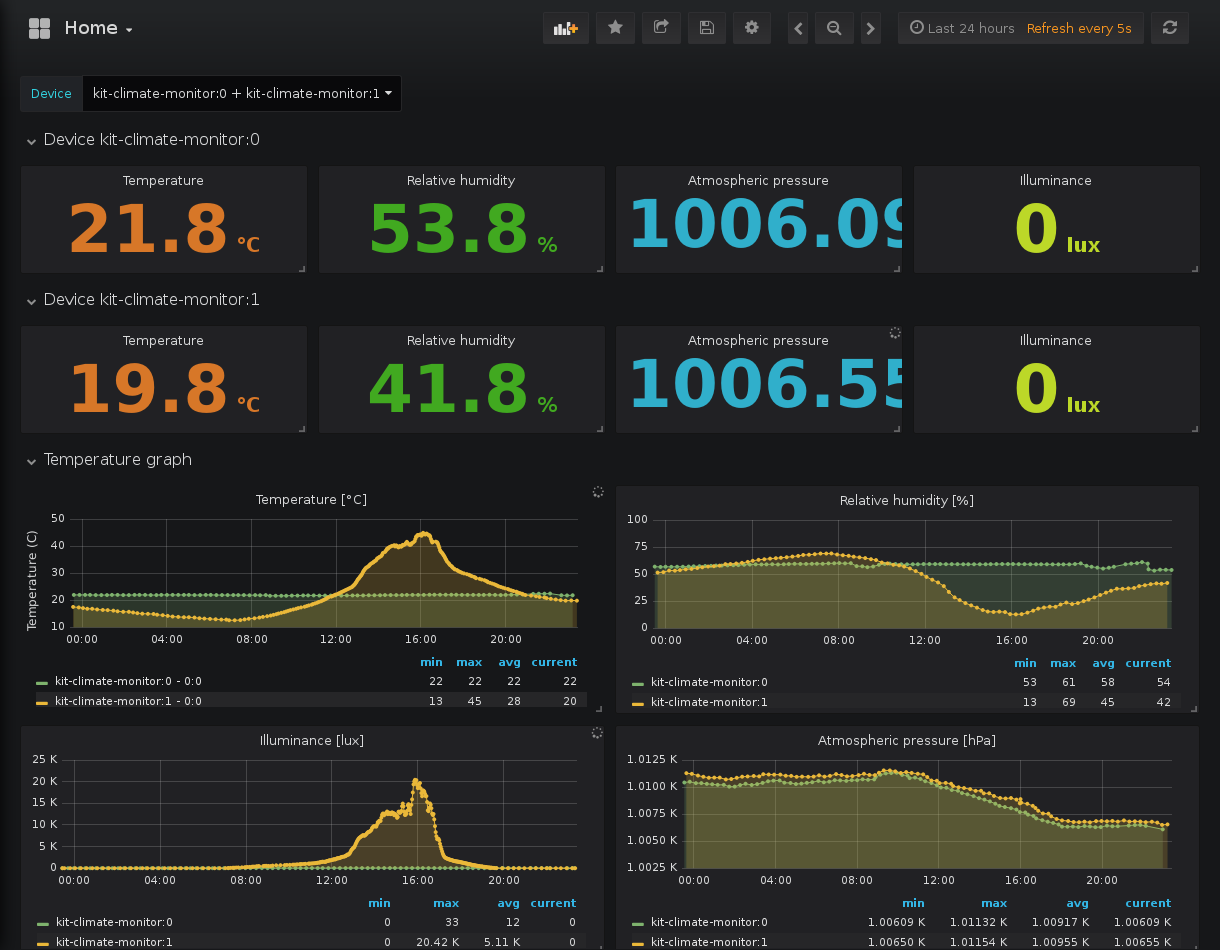 Home
Last 24 hours Refresh every 5s
Device kit-climate-monitor:0 + kit-climate-monitor:1
Device kit-climate-monitor:0
Temperature Relative humidity Atmospheric pressure Illuminance
21.8 °C 53.8 % 1006.09 0 lux
Device kit-climate-monitor:1
Temperature Relative humidity Atmospheric pressure Illuminance
19.8 °C 41.8 % 1006.55 0 lux
Temperature graph
Temperature [°C]
Temperature (C)
50
40
30
20
10
00:00 04:00 08:00 12:00 16:00 20:00
min max avg current
kit-climate-monitor:0 - 0:0 22 22 22 22
kit-climate-monitor:1 - 0:0 13 45 28 20
Relative humidity [%]
100
75
50
25
0
00:00 04:00 08:00 12:00 16:00 20:00
min max avg current
kit-climate-monitor:0 53 61 58 54
kit-climate-monitor:1 13 69 45 42
Illuminance [lux]
25 K
20 K
15 K
10 K
5 K
0
00:00 04:00 08:00 12:00 16:00 20:00
min max avg current
kit-climate-monitor:0 0 33 12 0
kit-climate-monitor:1 0 20.42 K 5.11 K 0
Atmospheric pressure [hPa]
1.0125 K
1.0100 K
1.0075 K
1.0050 K
1.0025 K
00:00 04:00 08:00 12:00 16:00 20:00
min max avg current
kit-climate-monitor:0 1.00609 K 1.01132 K 1.00917 K 1.00609 K
kit-climate-monitor:1 1.00650 K 1.01154 K 1.00955 K 1.00655 K